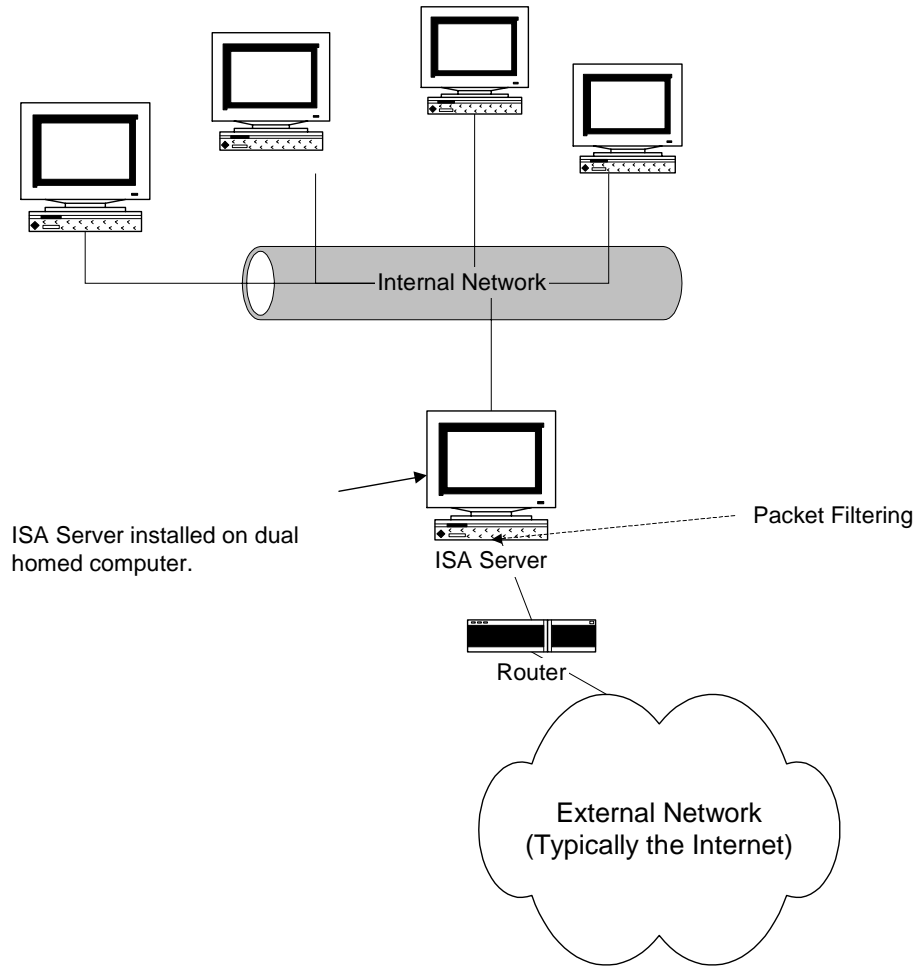 Internal Network
ISA Server installed on dual
homed computer.
Packet Filtering
ISA Server
Router
External Network
(Typically the Internet)